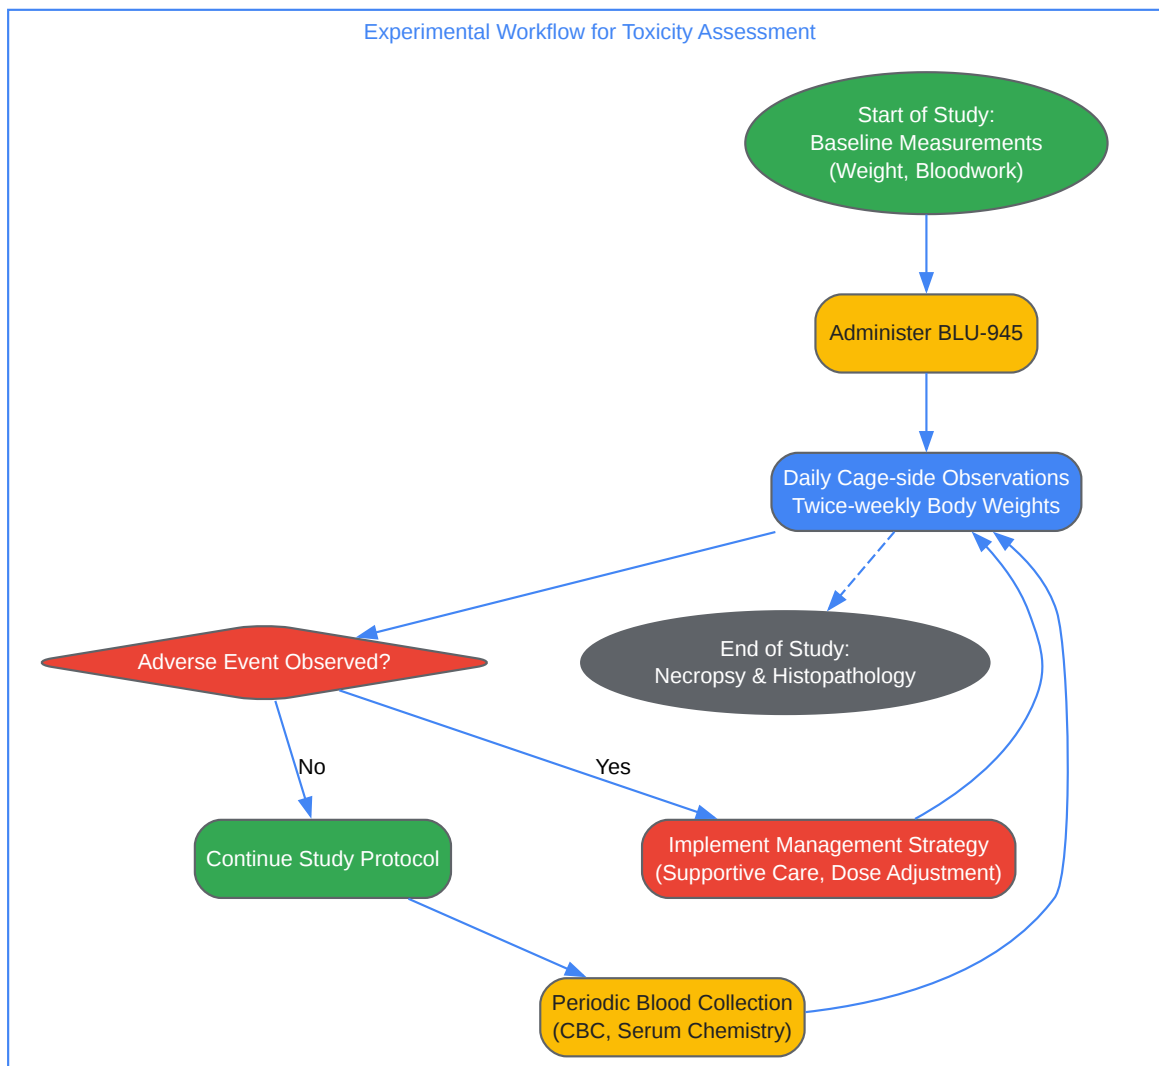 Experimental Workflow for Toxicity Assessment
Start of Study:
Baseline Measurements
(Weight, Bloodwork)
Administer BLU-945
Daily Cage-side Observations
Twice-weekly Body Weights
Adverse Event Observed?
End of Study:
Necropsy & Histopathology
No
Yes
Continue Study Protocol
Implement Management Strategy
(Supportive Care, Dose Adjustment)
Periodic Blood Collection
(CBC, Serum Chemistry)